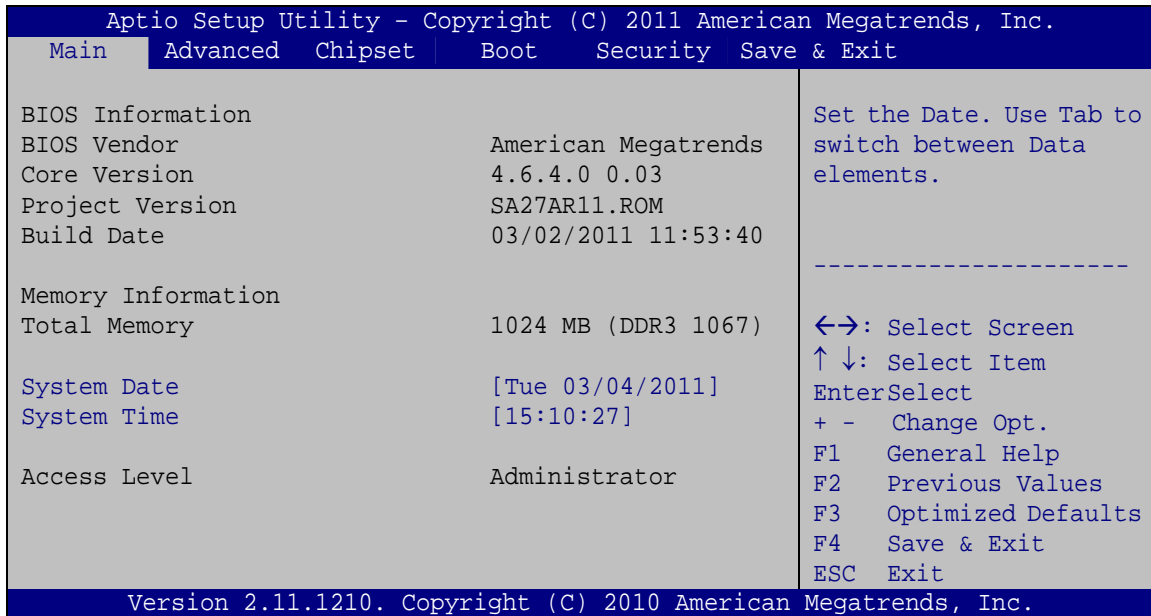 Aptio Setup Utility – Copyright (C) 2011 American Megatrends, Inc.
Main Advanced Chipset Boot Security Save & Exit
BIOS Information
BIOS Vendor American Megatrends
Core Version 4.6.4.0 0.03
Project Version SA27AR11.ROM
Build Date 03/02/2011 11:53:40
Memory Information
Total Memory 1024 MB (DDR3 1067)
System Date [Tue 03/04/2011]
System Time [15:10:27]
Access Level Administrator
Set the Date. Use Tab to
switch between Data
elements.
----------------------
←→: Select Screen
↑ ↓: Select Item
EnterSelect
+ - Change Opt.
F1 General Help
F2 Previous Values
F3 Optimized Defaults
F4 Save & Exit
ESC Exit
Version 2.11.1210. Copyright (C) 2010 American Megatrends, Inc.